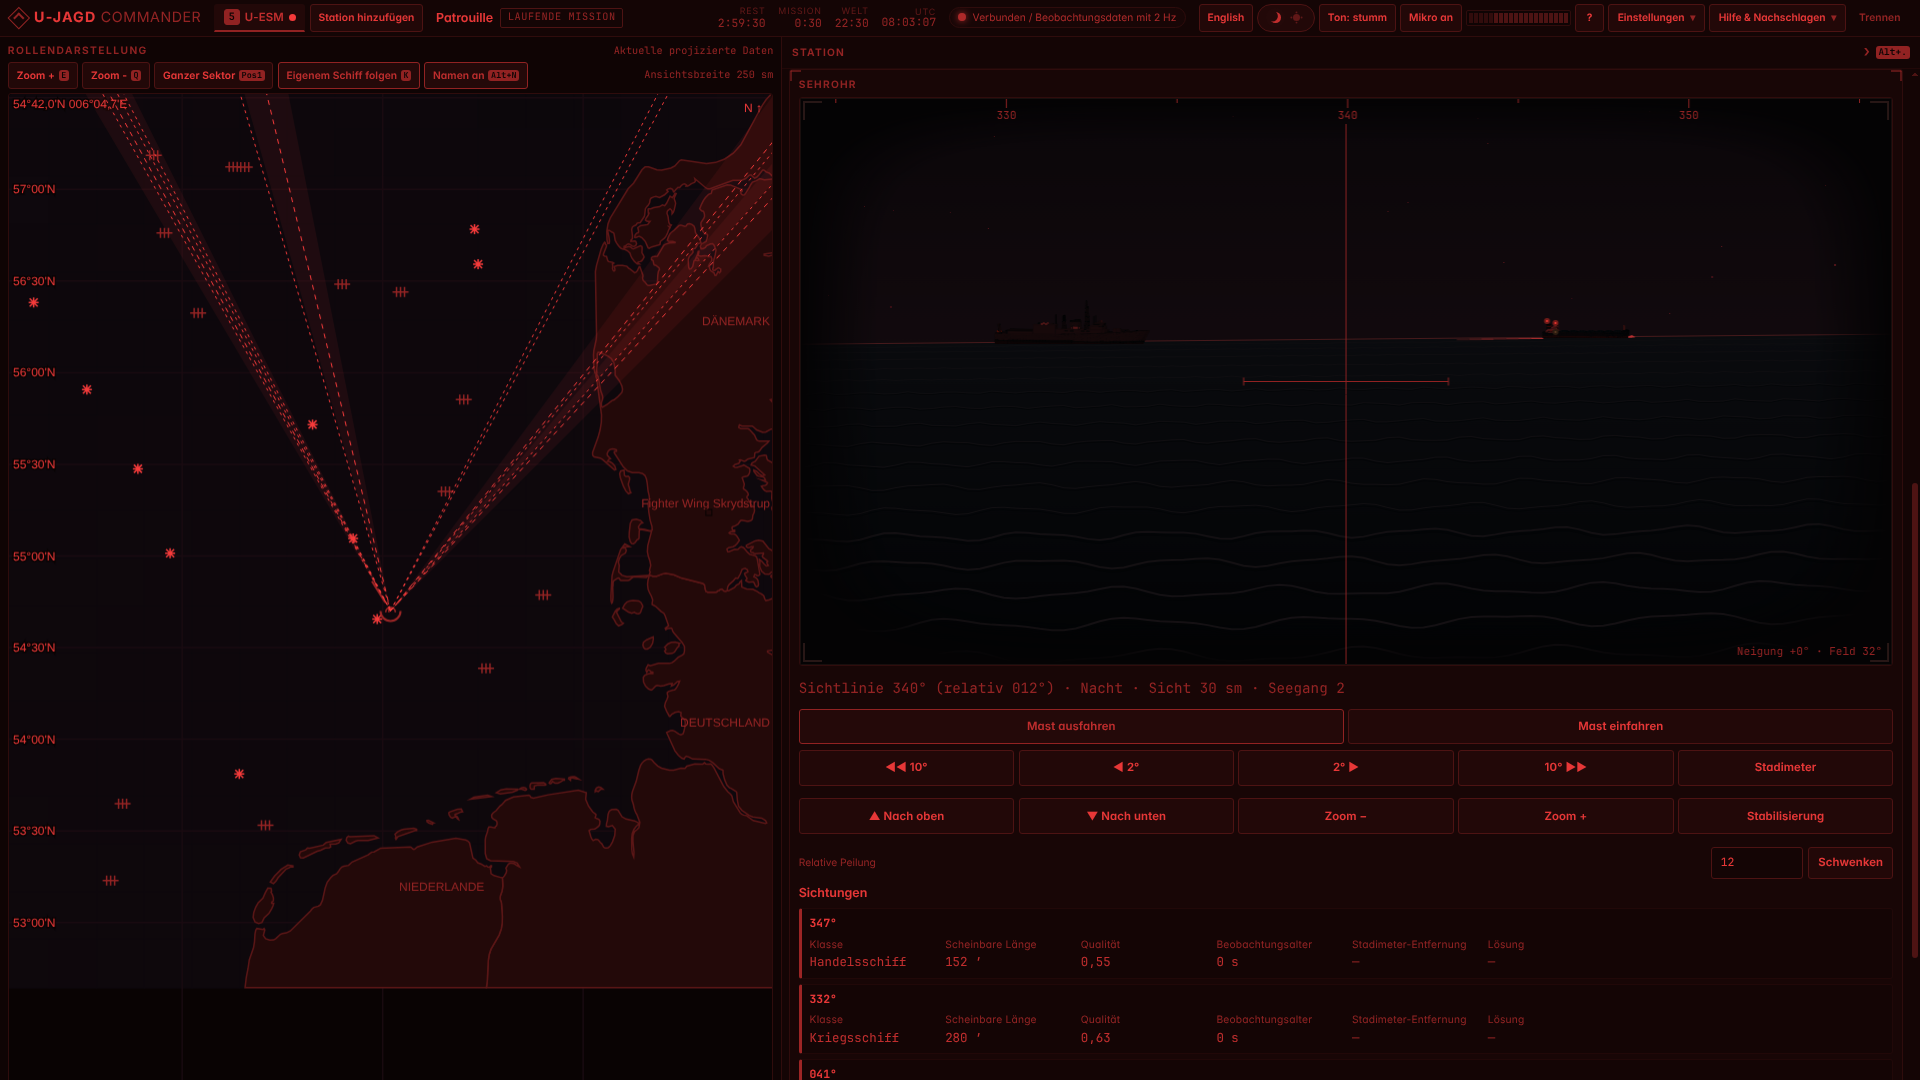 U-JAGD COMMANDER
5 U-ESM
Station hinzufügen
Patrouille
LAUFENDE MISSION
REST 2:59:30
MISSION 0:30
WELT 22:30
UTC 08:03:07
Verbunden / Beobachtungsdaten mit 2 Hz
English
Ton: stumm
Mikro an
?
Einstellungen ▾
Hilfe & Nachschlagen ▾
Trennen
ROLLENDARSTELLUNG
Aktuelle projizierte Daten
Zoom + E
Zoom - Q
Ganzer Sektor Pos1
Eigenem Schiff folgen K
Namen an Alt+N
Ansichtsbreite 250 sm
54°42,0'N 006°04,7'E
N ↑
57°00'N
56°30'N
DÄNEMARK
56°00'N
55°30'N
Fighter Wing Skrydstrup
55°00'N
54°30'N
DEUTSCHLAND
54°00'N
53°30'N
NIEDERLANDE
53°00'N
STATION
Alt+.
SEHROHR
330
340
350
Neigung +0° · Feld 32°
Sichtlinie 340° (relativ 012°) · Nacht · Sicht 30 sm · Seegang 2
Mast ausfahren
Mast einfahren
◀◀ 10°
◀ 2°
2° ▶
10° ▶▶
Stadimeter
▲ Nach oben
▼ Nach unten
Zoom −
Zoom +
Stabilisierung
Relative Peilung
12
Schwenken
Sichtungen
347°
Klasse Scheinbare Länge Qualität Beobachtungsalter Stadimeter-Entfernung Lösung
Handelsschiff 152 ′ 0,55 0 s — —
332°
Klasse Scheinbare Länge Qualität Beobachtungsalter Stadimeter-Entfernung Lösung
Kriegsschiff 280 ′ 0,63 0 s — —
041°